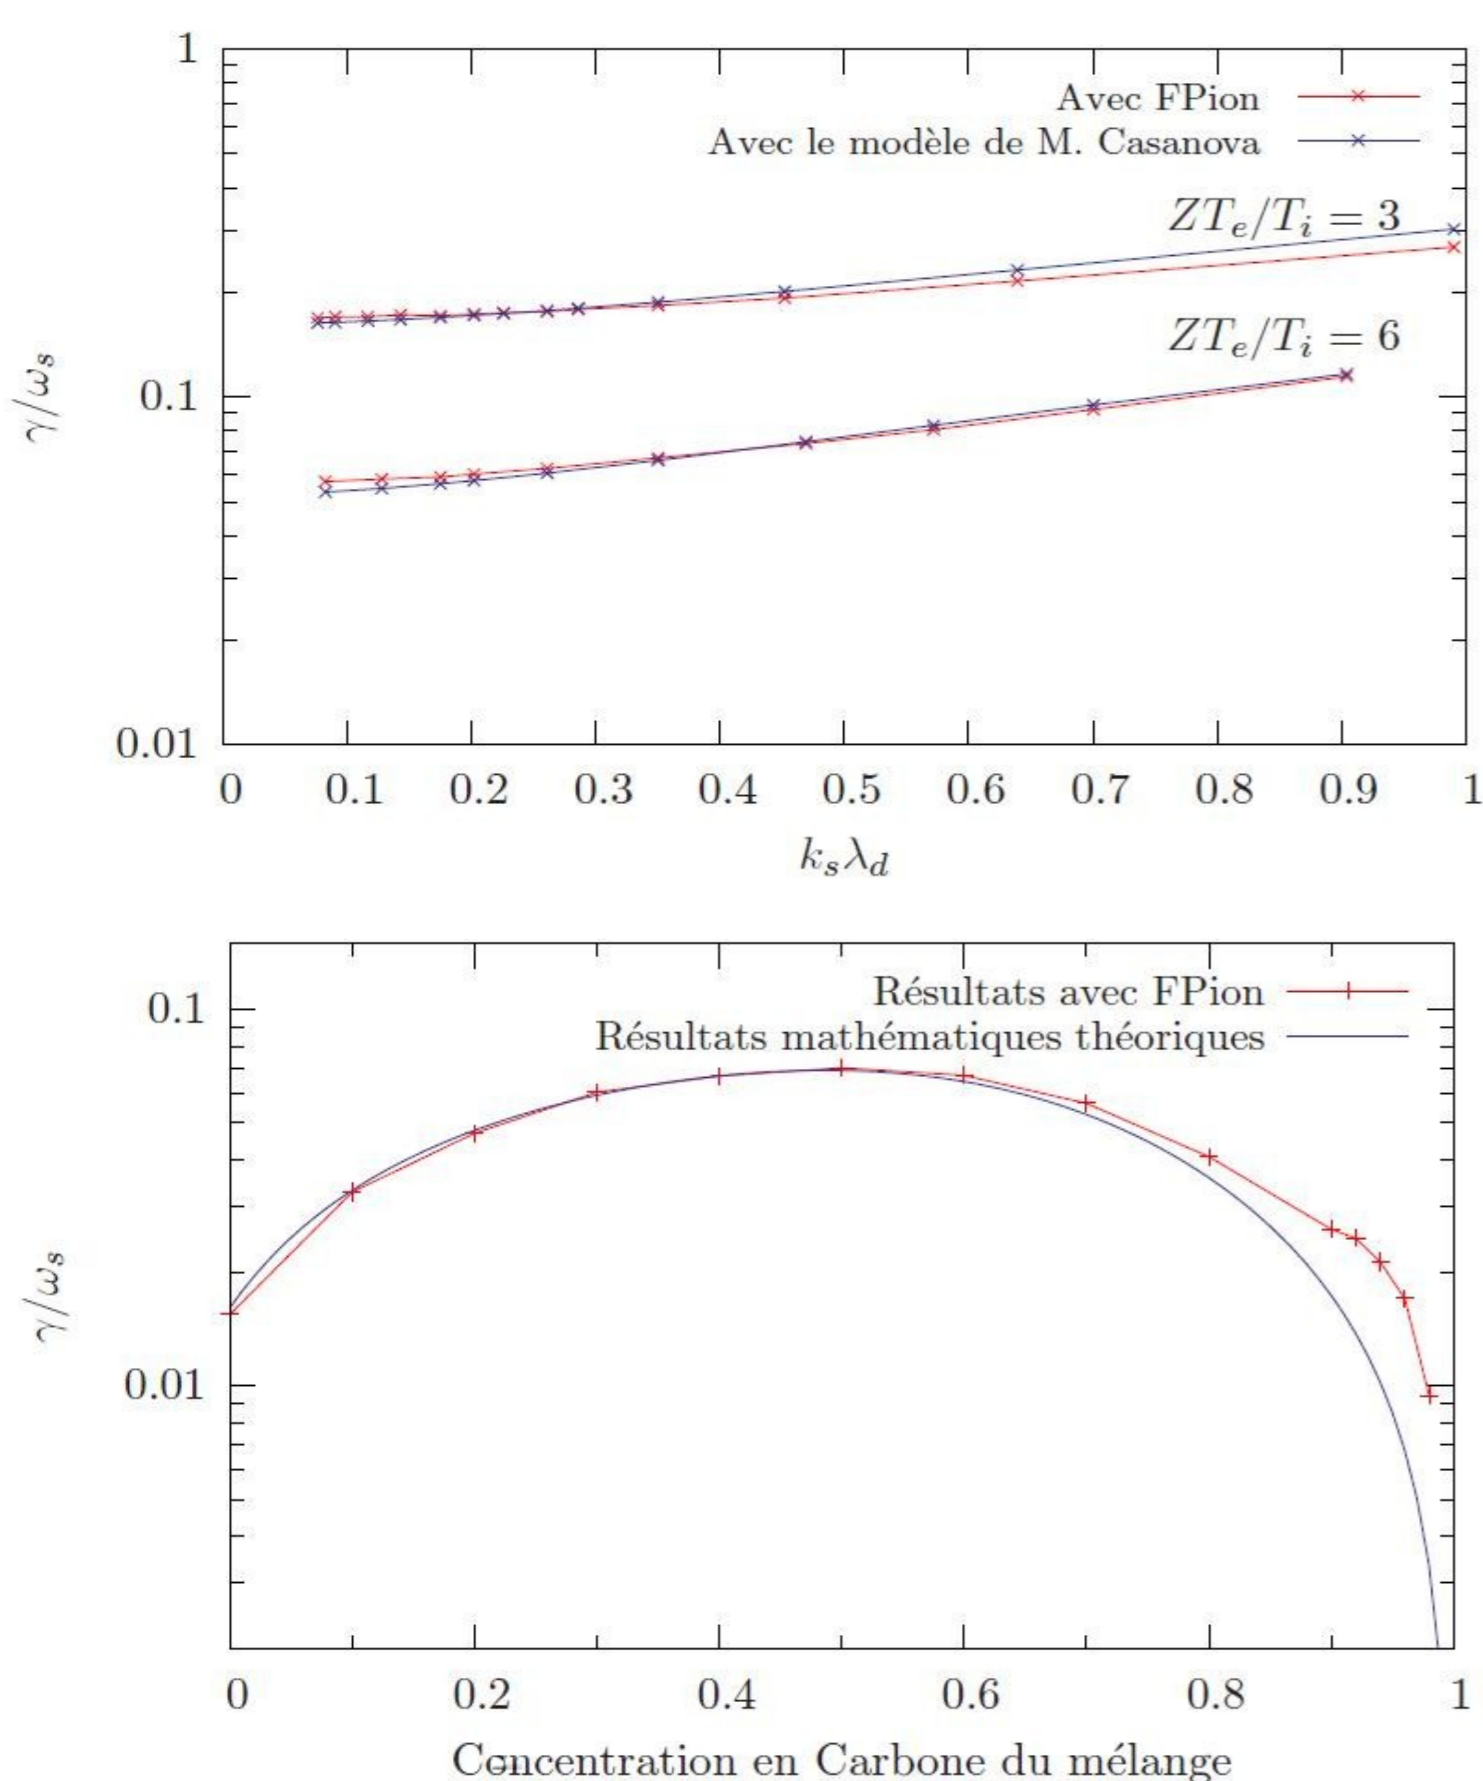 1
Avec FPion
Avec le modèle de M. Casanova
ZT_e/T_i = 3
ZT_e/T_i = 6
γ/ω_s
0.1
0.01
0 0.1 0.2 0.3 0.4 0.5 0.6 0.7 0.8 0.9 1
k_sλ_d
0.1
Résultats avec FPion
Résultats mathématiques théoriques
γ/ω_s
0.01
0 0.2 0.4 0.6 0.8 1
Concentration en Carbone du mélange